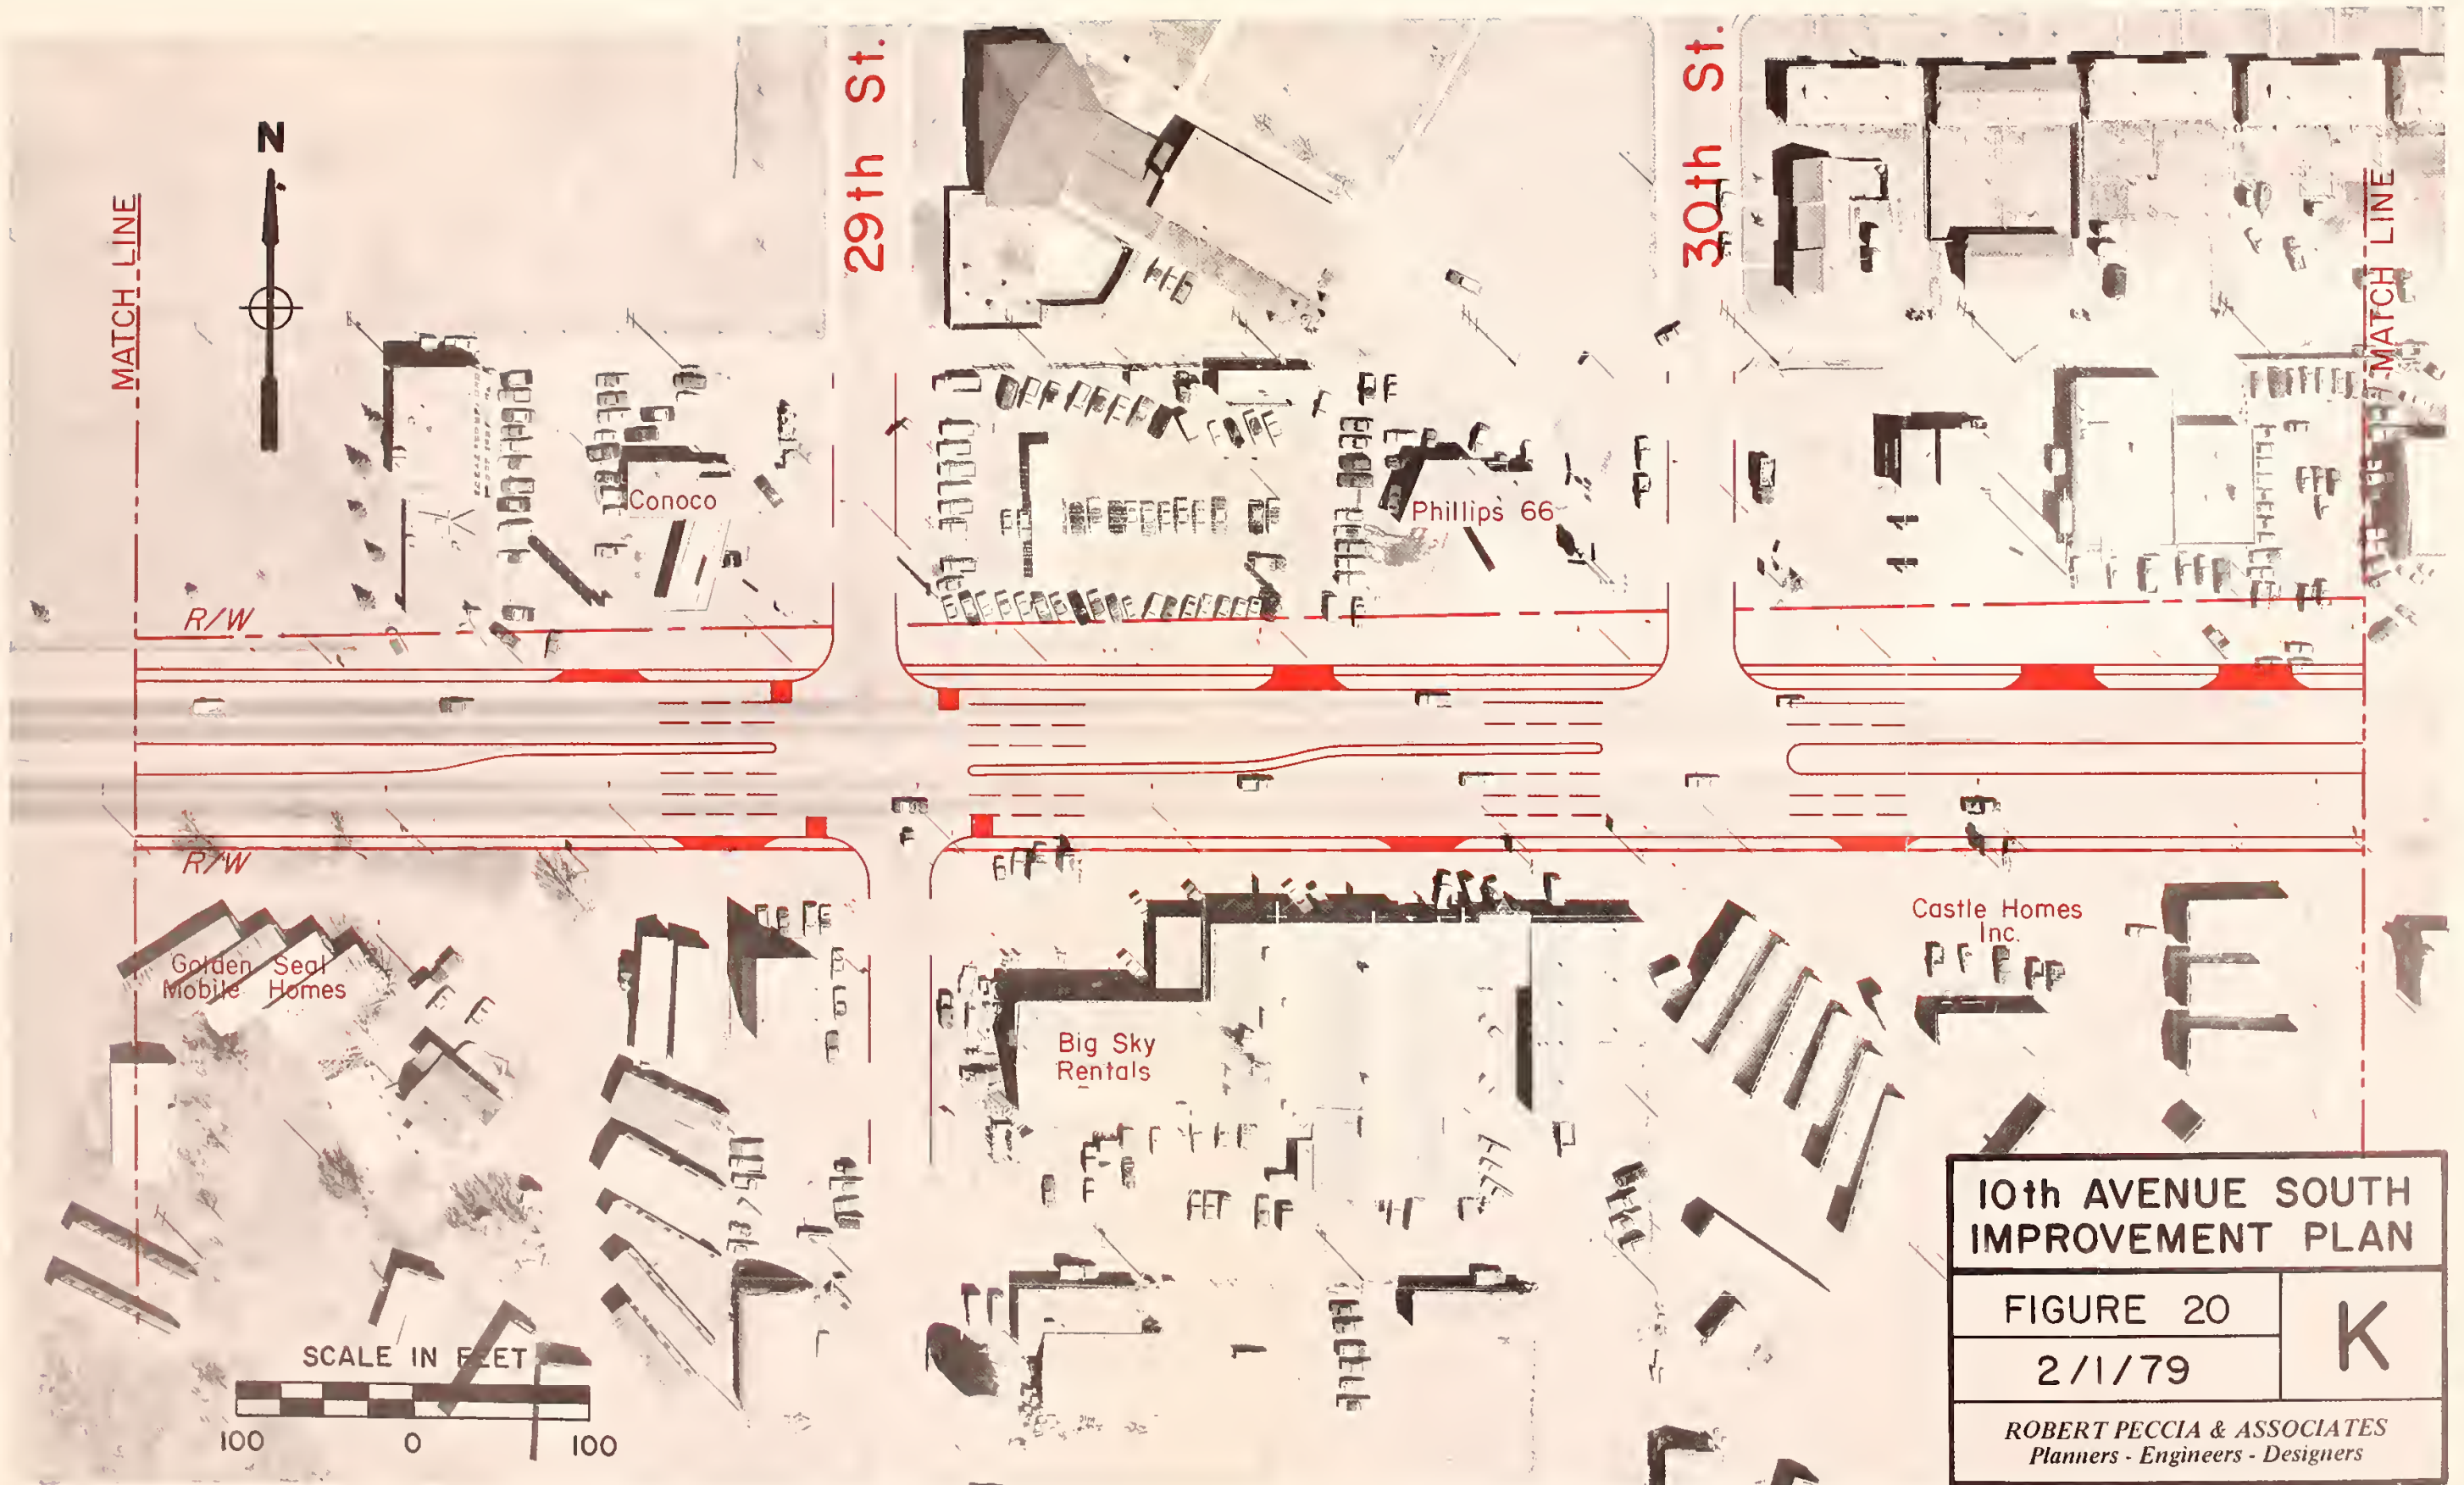 29th St.
30th St.
N
MATCH LINE
MATCH LINE
Conoco
Phillips 66
R/W
R/W
Golden Seal
Mobile Homes
Big Sky
Rentals
Castle Homes
Inc.
SCALE IN FEET
100 0 100
10th AVENUE SOUTH
IMPROVEMENT PLAN
FIGURE 20
K
2/1/79
ROBERT PECCIA & ASSOCIATES
Planners - Engineers - Designers